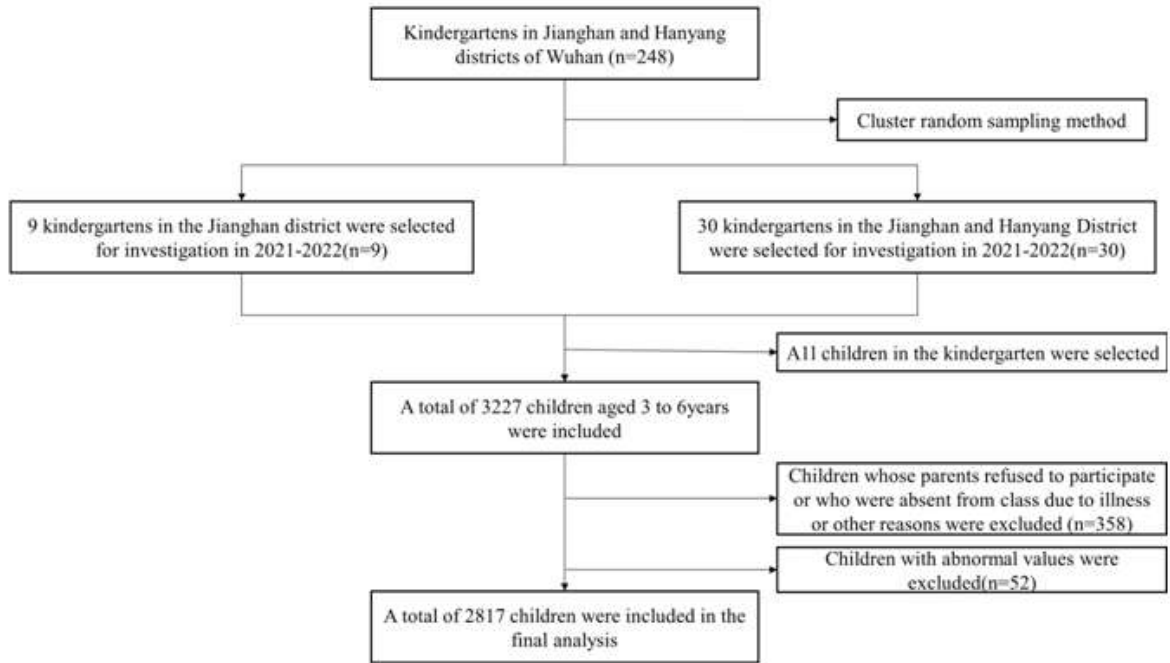 Kindergartens in Jianghan and Hanyang
districts of Wuhan (n=248)
Cluster random sampling method
9 kindergartens in the Jianghan district were selected
for investigation in 2021-2022(n=9)
30 kindergartens in the Jianghan and Hanyang District
were selected for investigation in 2021-2022(n=30)
All children in the kindergarten were selected
A total of 3227 children aged 3 to 6years
were included
Children whose parents refused to participate
or who were absent from class due to illness
or other reasons were excluded (n=358)
Children with abnormal values were
excluded(n=52)
A total of 2817 children were included in the
final analysis